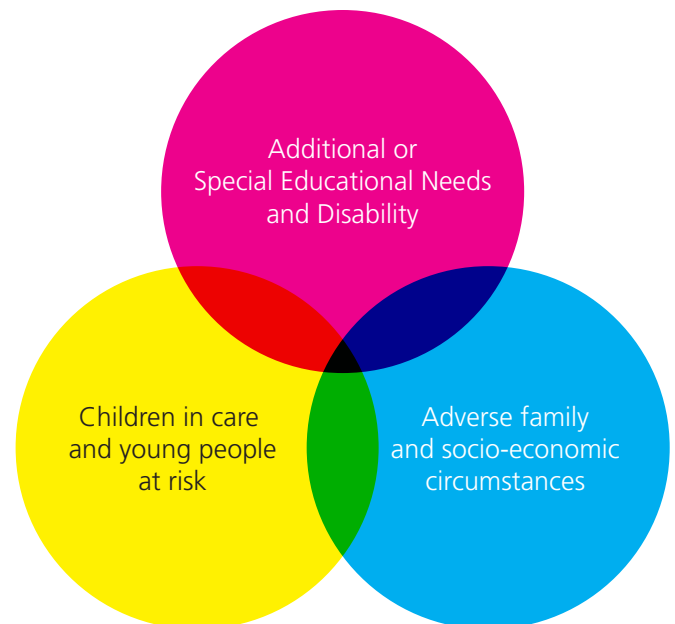 Additional or
Special Educational Needs
and Disability
Children in care
and young people
at risk
Adverse family
and socio-economic
circumstances